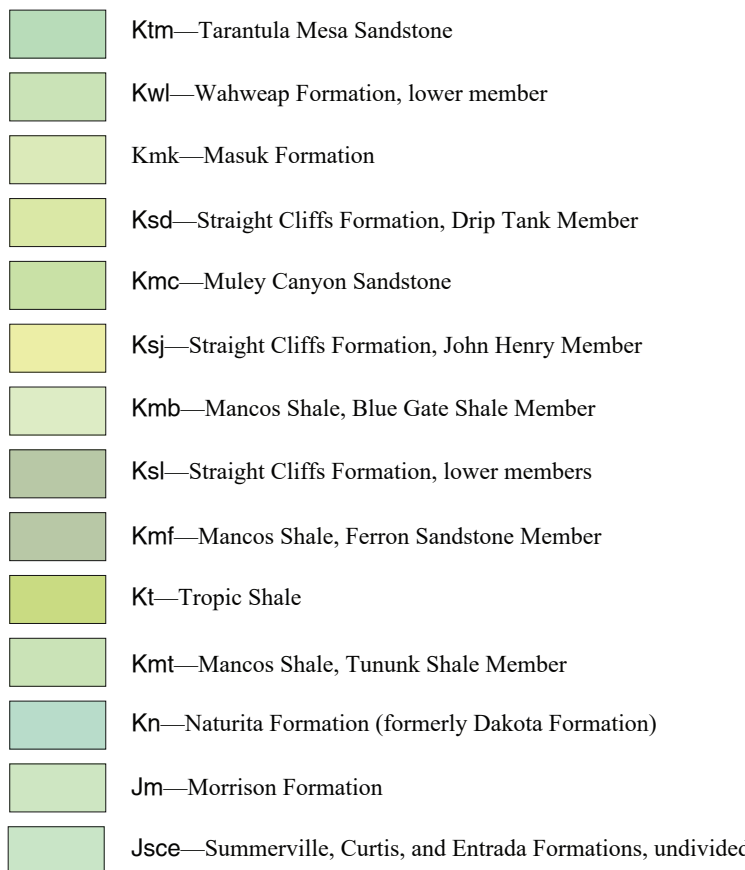 Ktm—Tarantula Mesa Sandstone
Kwl—Wahweap Formation, lower member
Kmk—Masuk Formation
Ksd—Straight Cliffs Formation, Drip Tank Member
Kmc—Muley Canyon Sandstone
Ksj—Straight Cliffs Formation, John Henry Member
Kmb—Mancos Shale, Blue Gate Shale Member
Ksl—Straight Cliffs Formation, lower members
Kmf—Mancos Shale, Ferron Sandstone Member
Kt—Tropic Shale
Kmt—Mancos Shale, Tununk Shale Member
Kn—Naturita Formation (formerly Dakota Formation)
Jm—Morrison Formation
Jsce—Summerville, Curtis, and Entrada Formations, undivided